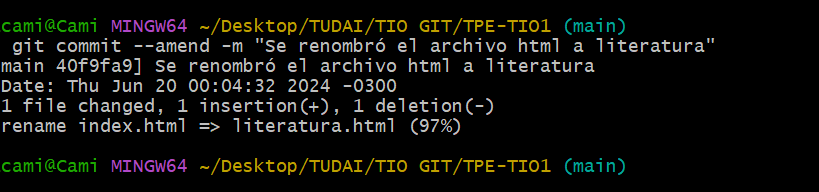 cami@Cami MINGW64 ~/Desktop/TUDAI/TIO GIT/TPE-TIO1 (main)
git commit --amend -m "Se renombró el archivo html a literatura"
main 40f9fa9] Se renombró el archivo html a literatura
Date: Thu Jun 20 00:04:32 2024 -0300
1 file changed, 1 insertion(+), 1 deletion(-)
rename index.html => literatura.html (97%)
cami@Cami MINGW64 ~/Desktop/TUDAI/TIO GIT/TPE-TIO1 (main)